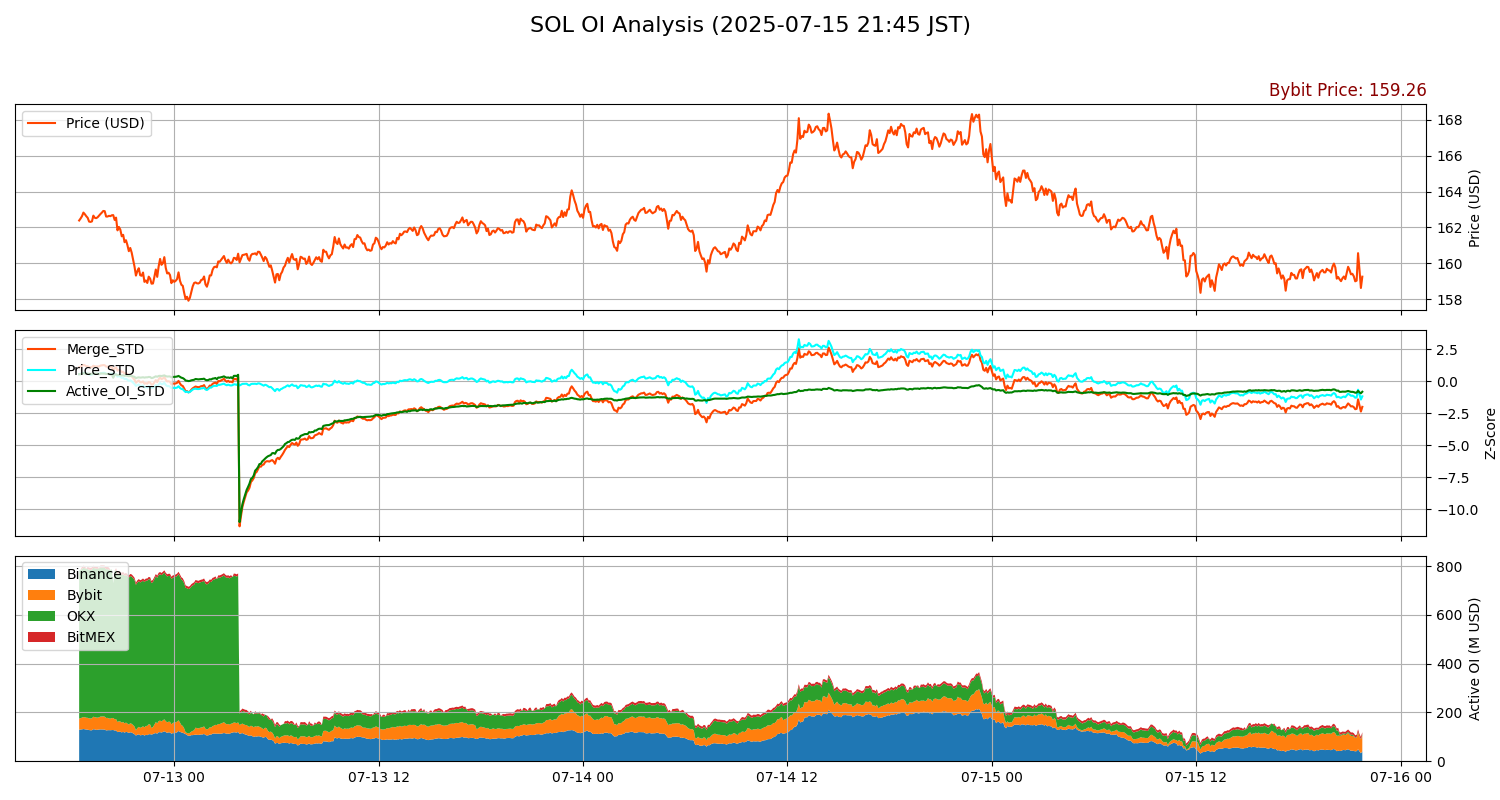 SOL OI Analysis (2025-07-15 21:45 JST)
Bybit Price: 159.26
Price (USD)
168
166
164
162
160
158
Price (USD)
Merge_STD
Price_STD
Active_OI_STD
2.5
0.0
−2.5
−5.0
−7.5
−10.0
Z-Score
Binance
Bybit
OKX
BitMEX
800
600
400
200
0
Active OI (M USD)
07-13 00
07-13 12
07-14 00
07-14 12
07-15 00
07-15 12
07-16 00